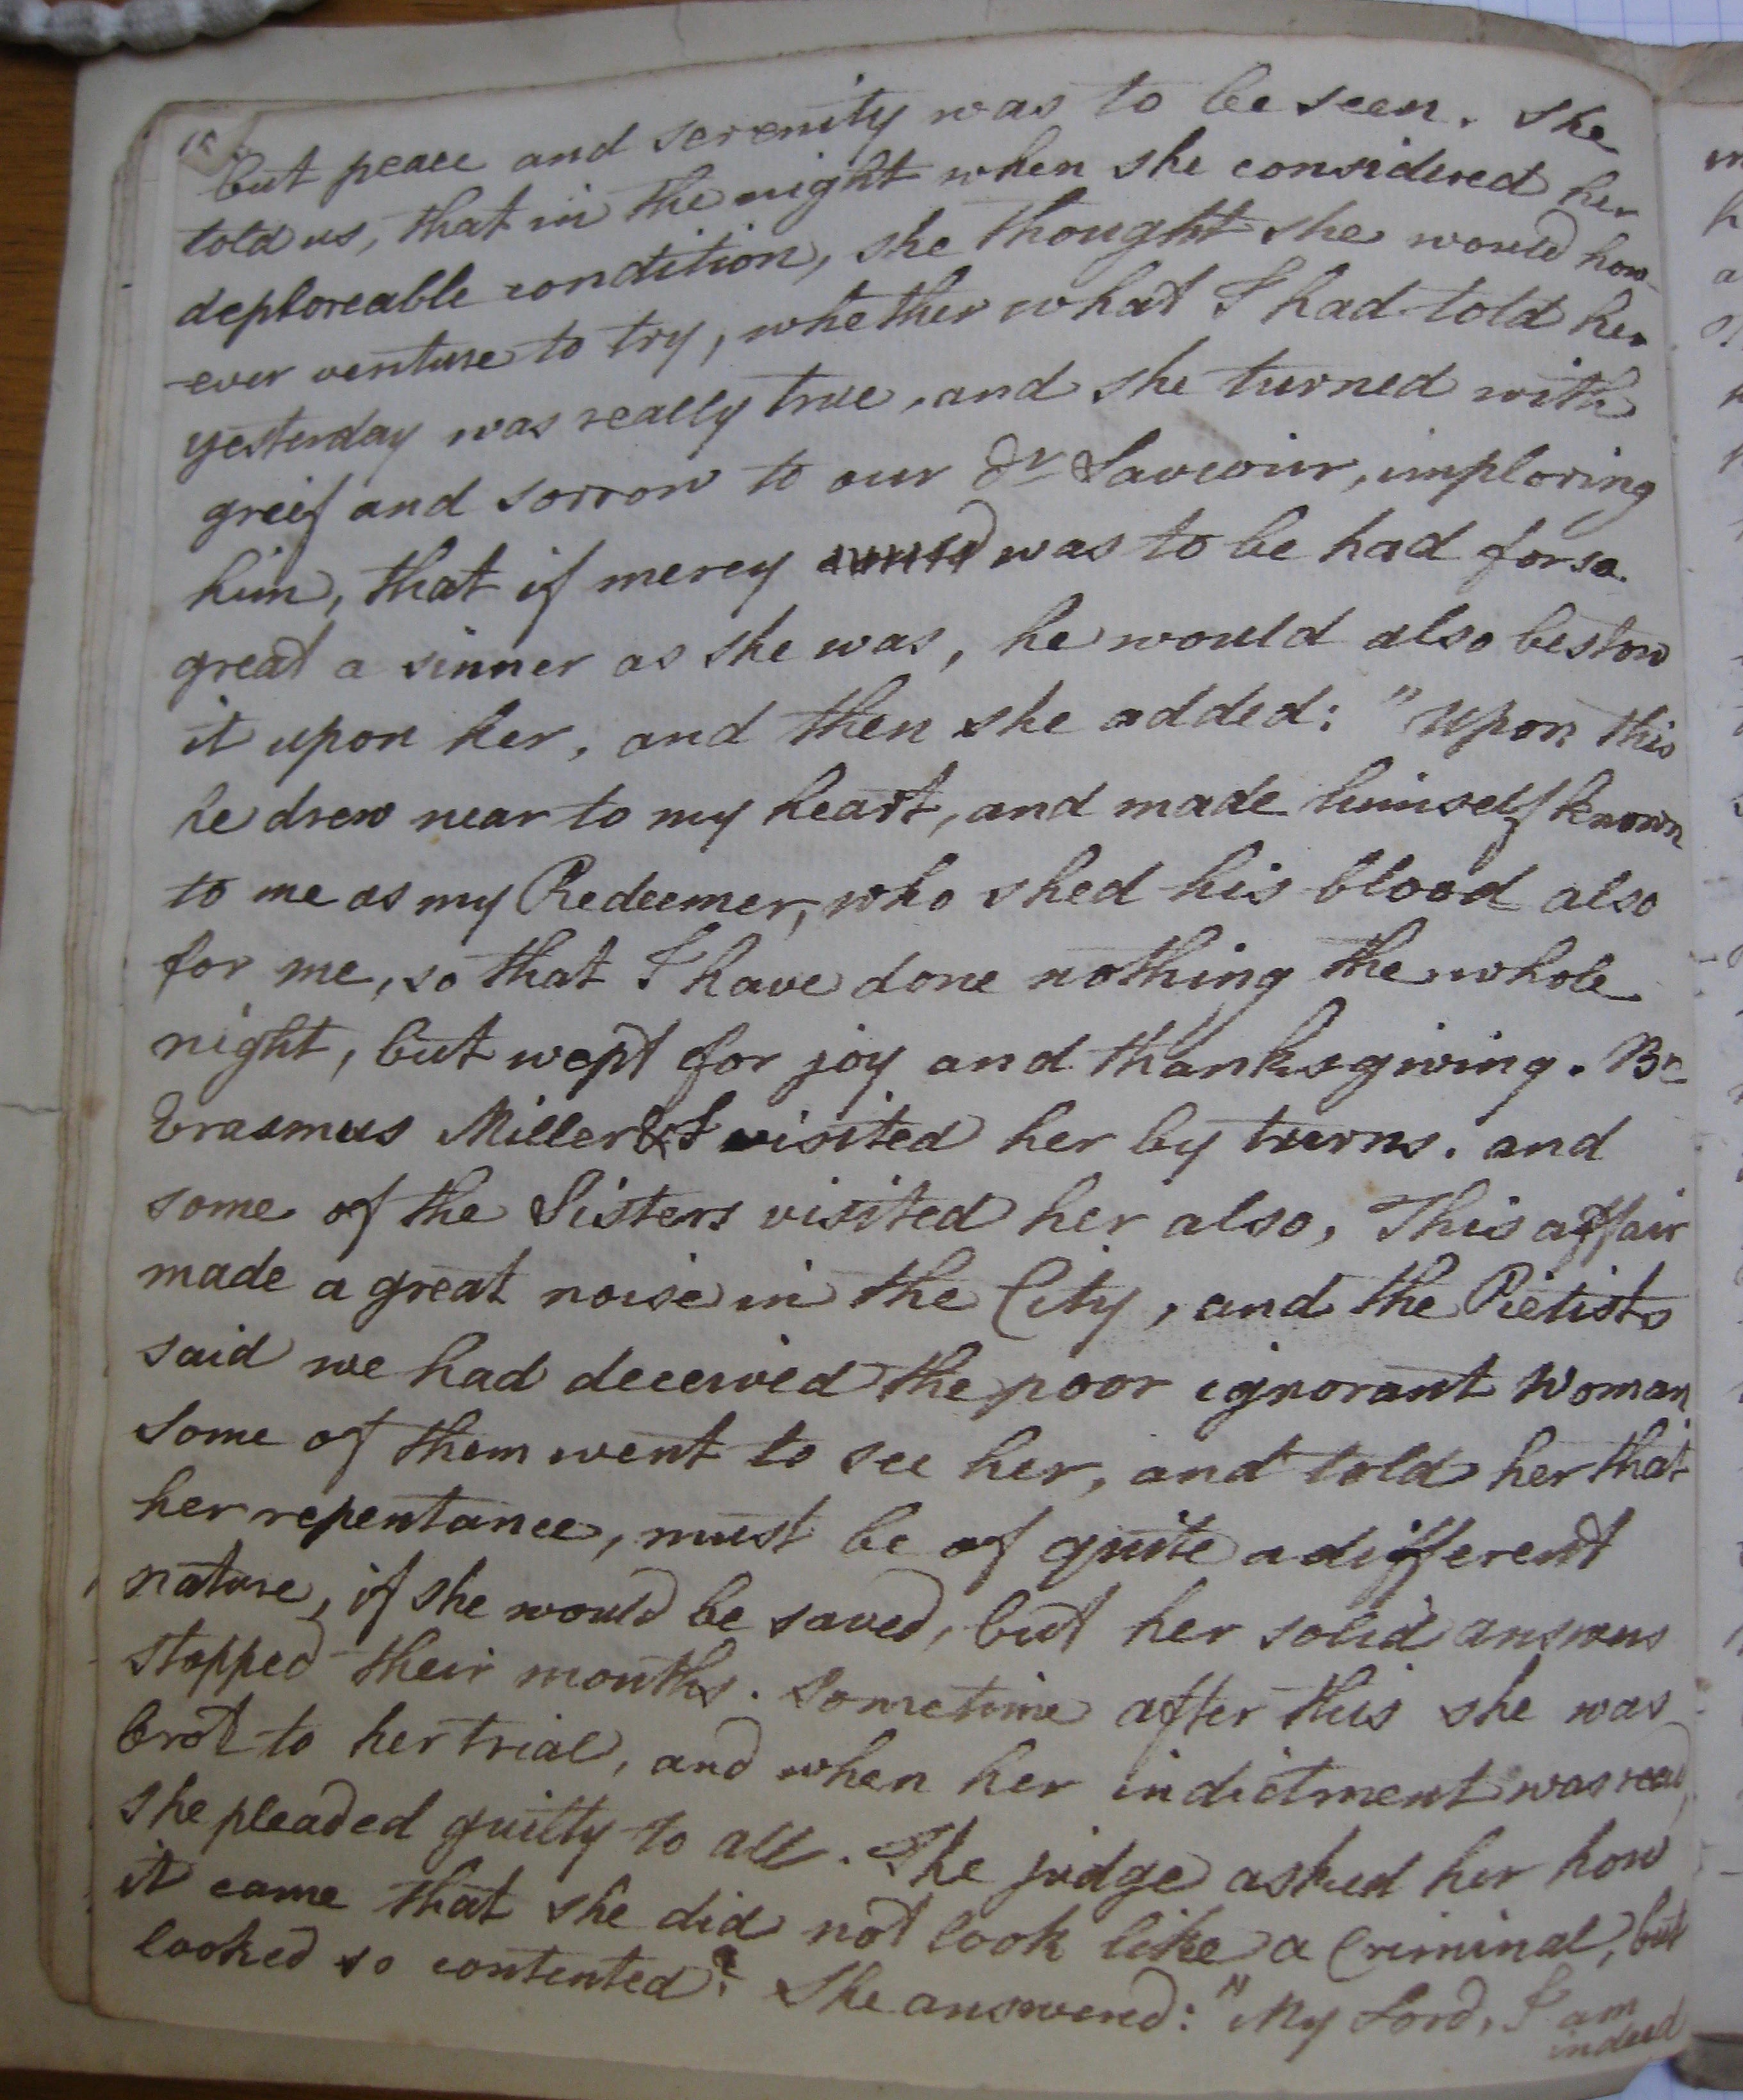 but peace and serenity was to be seen. She
told us, that in the night when she considered her
deploreable condition, she thought she would how-
-ever venture to try, whether what I had told her
yesterday was really true, and she turned with
greif and sorrow to our dr Saviour, imploring
him, that if mercy was to be had for so
great a sinner as she was, he would also bestow
it upon her, and then she added: "Upon this
he drew near to my heart, and made himself known
to me as my Redeemer, who shed his blood also
for me, so that I have done nothing the whole
night, but wept for joy and thanksgiving. Br
Erasmus Miller & I visited her by turns. and
some of the Sisters visited her also, This affair
made a great noise in the City, and the Pietists
said we had deceived the poor ignorant Woman
Some of them went to see her, and told her that
her repentance, must be of quite a different
nature, if she would be saved, but her solid answers
stopped their mouths. Sometime after this she was
brot to her trial, and when her indictment was read
she pleaded guilty to all. The judge asked her how
it came that she did not look like a Criminal, but
looked so contented? She answered: "My Lord, I am
indeed